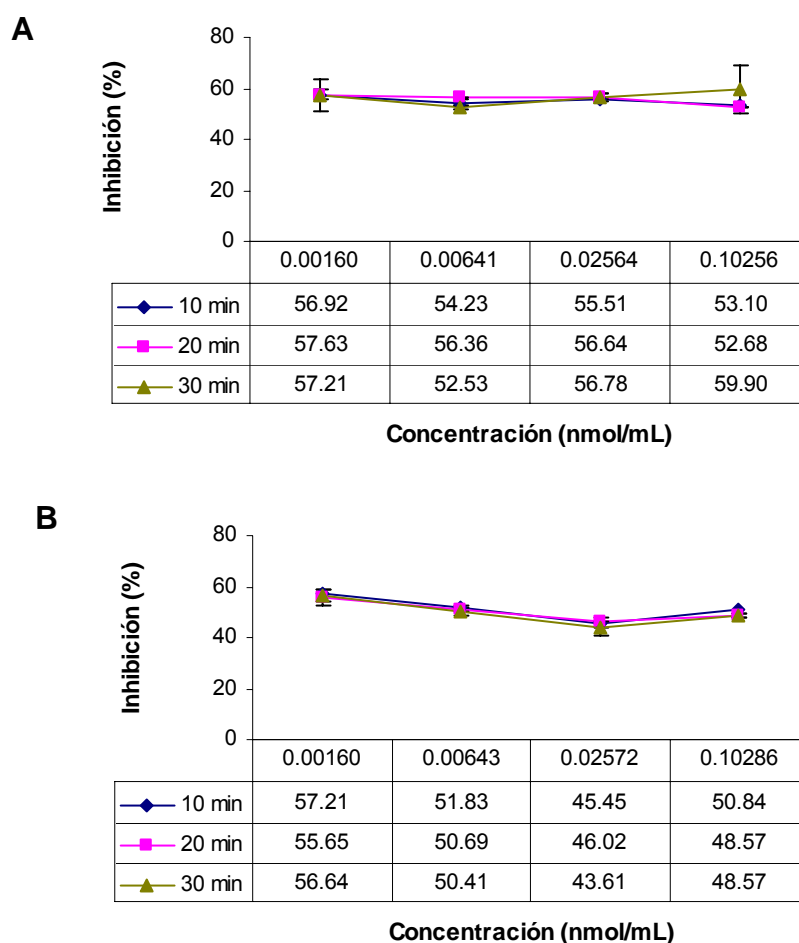 A
Inhibición (%)
80
60
40
20
0
0.00160 0.00641 0.02564 0.10256
10 min 56.92 54.23 55.51 53.10
20 min 57.63 56.36 56.64 52.68
30 min 57.21 52.53 56.78 59.90
Concentración (nmol/mL)
B
Inhibición (%)
80
60
40
20
0
0.00160 0.00643 0.02572 0.10286
10 min 57.21 51.83 45.45 50.84
20 min 55.65 50.69 46.02 48.57
30 min 56.64 50.41 43.61 48.57
Concentración (nmol/mL)